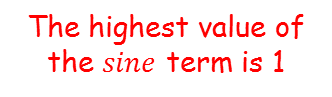 The highest value of
the sine term is 1